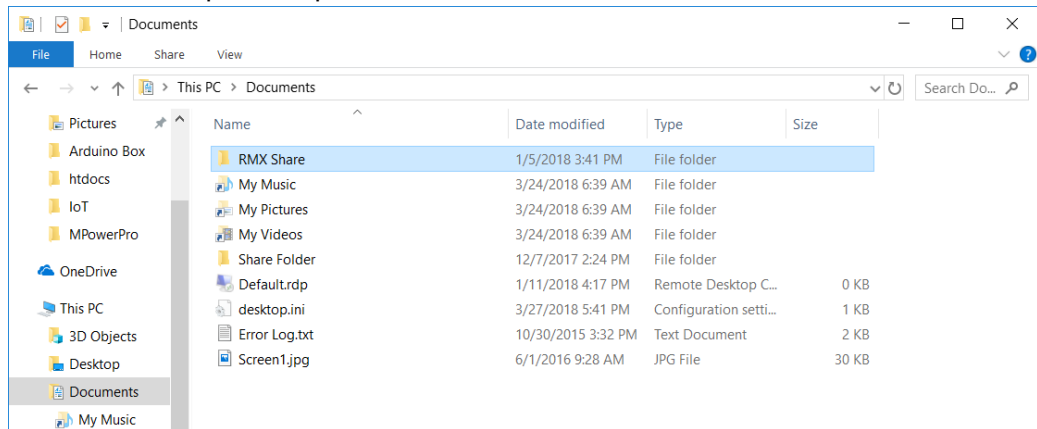 Documents
File Home Share View
This PC > Documents
Search Do...
Name Date modified Type Size
Pictures
Arduino Box
htdocs
IoT
MPowerPro
OneDrive
This PC
3D Objects
Desktop
Documents
My Music
RMX Share 1/5/2018 3:41 PM File folder
My Music 3/24/2018 6:39 AM File folder
My Pictures 3/24/2018 6:39 AM File folder
My Videos 3/24/2018 6:39 AM File folder
Share Folder 12/7/2017 2:24 PM File folder
Default.rdp 1/11/2018 4:17 PM Remote Desktop C... 0 KB
desktop.ini 3/27/2018 5:41 PM Configuration setti... 1 KB
Error Log.txt 10/30/2015 3:32 PM Text Document 2 KB
Screen1.jpg 6/1/2016 9:28 AM JPG File 30 KB